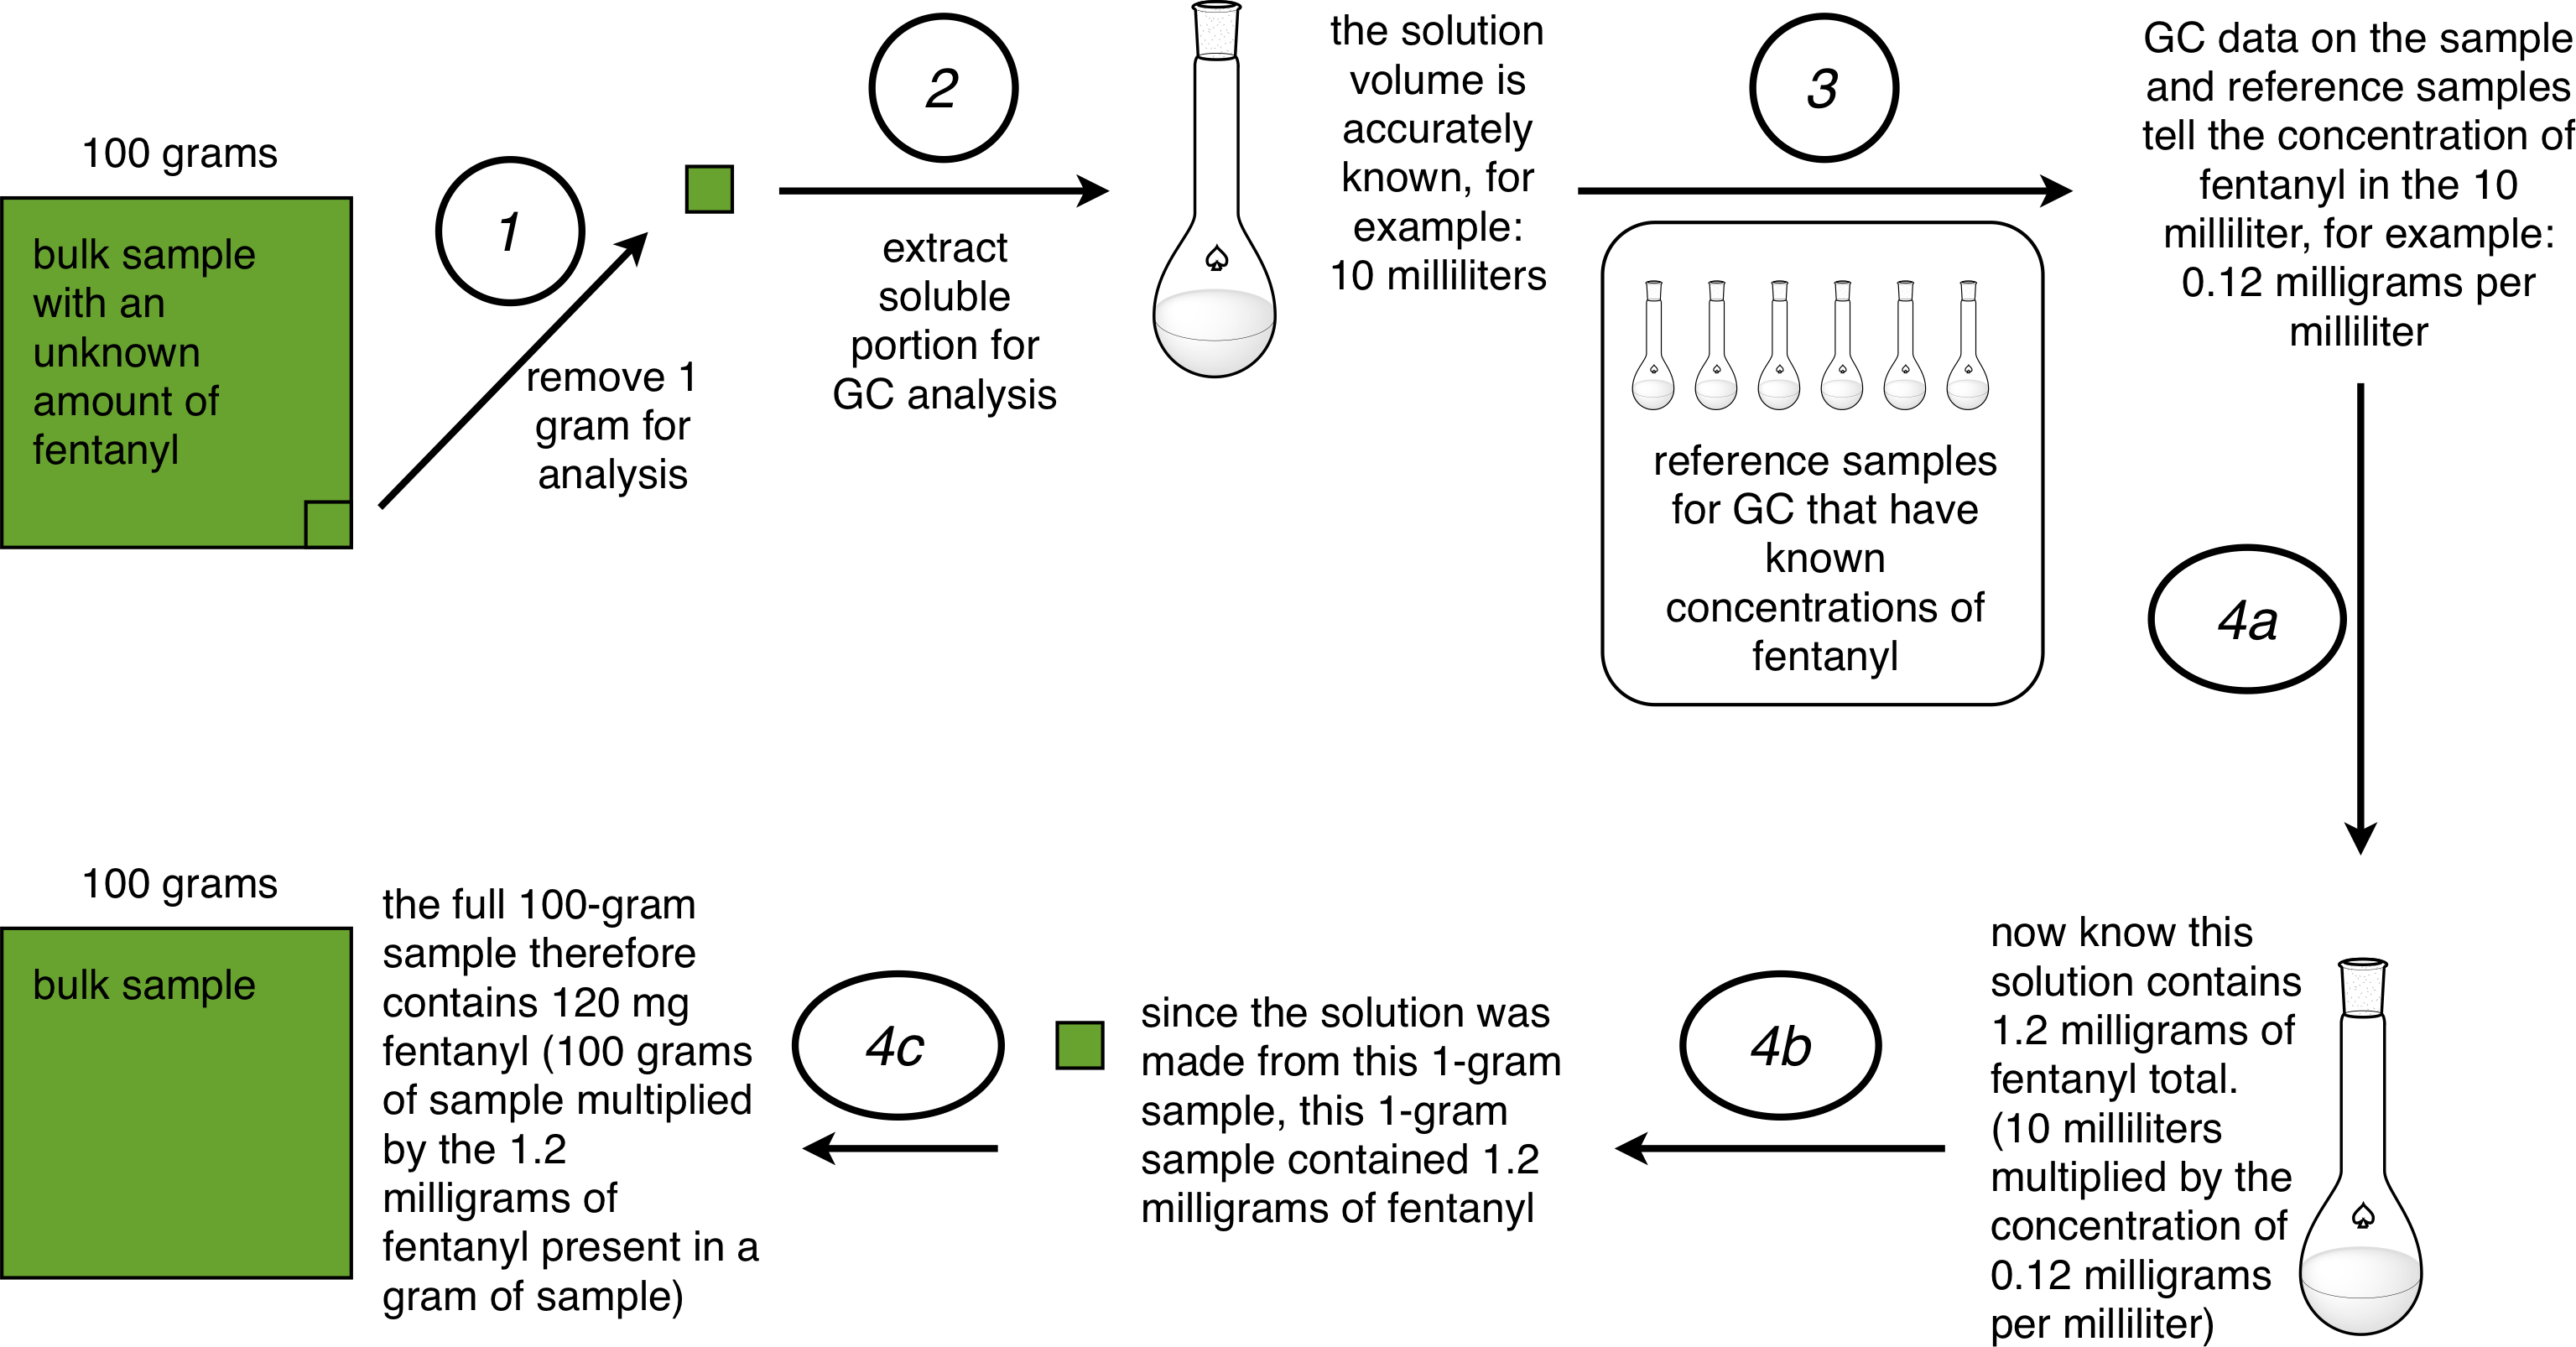 100 grams
bulk sample
with an
unknown
amount of
fentanyl
1
remove 1
gram for
analysis
2
extract
soluble
portion for
GC analysis
the solution
volume is
accurately
known, for
example:
10 milliliters
3
reference samples
for GC that have
known
concentrations of
fentanyl
GC data on the sample
and reference samples
tell the concentration of
fentanyl in the 10
milliliter, for example:
0.12 milligrams per
milliliter
4a
now know this
solution contains
1.2 milligrams of
fentanyl total.
(10 milliliters
multiplied by the
concentration of
0.12 milligrams
per milliliter)
4b
since the solution was
made from this 1-gram
sample, this 1-gram
sample contained 1.2
milligrams of fentanyl
4c
the full 100-gram
sample therefore
contains 120 mg
fentanyl (100 grams
of sample multiplied
by the 1.2
milligrams of
fentanyl present in a
gram of sample)
100 grams
bulk sample